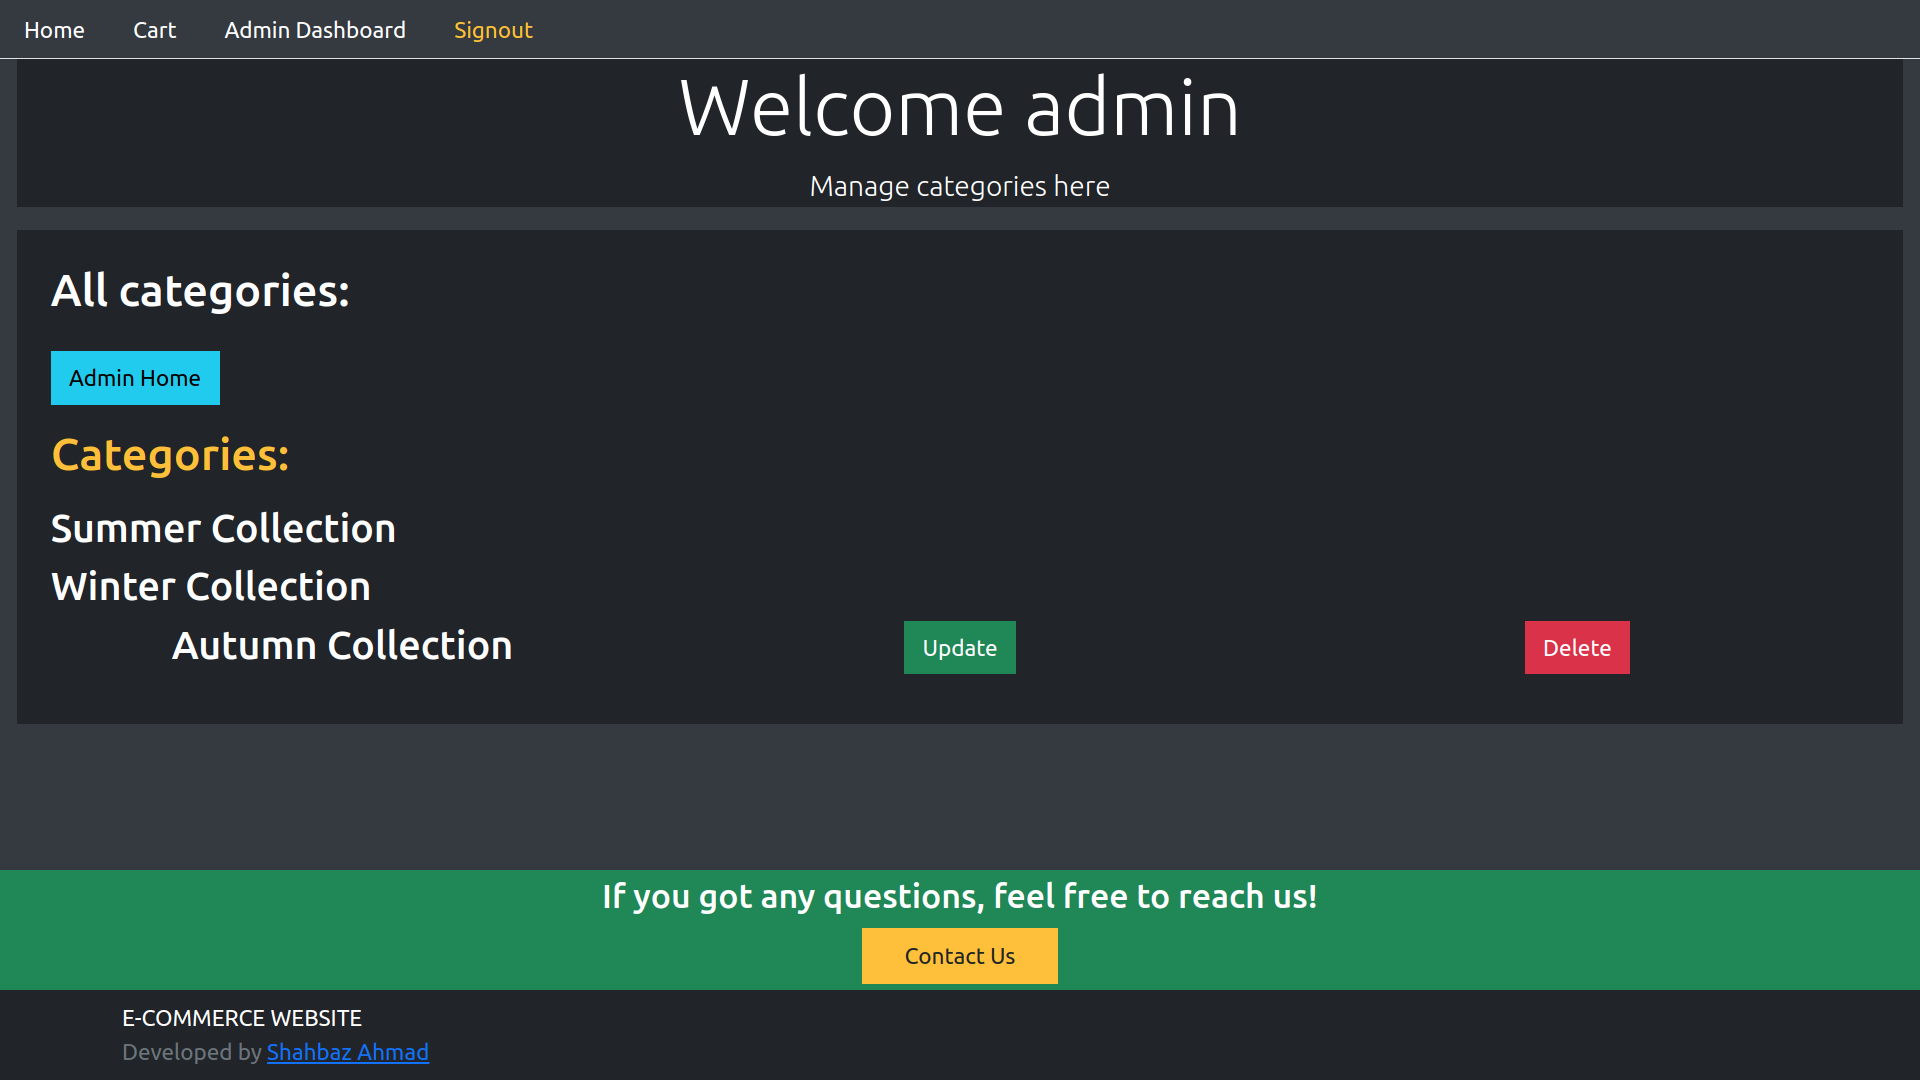 Home Cart Admin Dashboard Signout
Welcome admin
Manage categories here
All categories:
Admin Home
Categories:
Summer Collection
Winter Collection
Autumn Collection Update Delete
If you got any questions, feel free to reach us!
Contact Us
E-COMMERCE WEBSITE
Developed by Shahbaz Ahmad